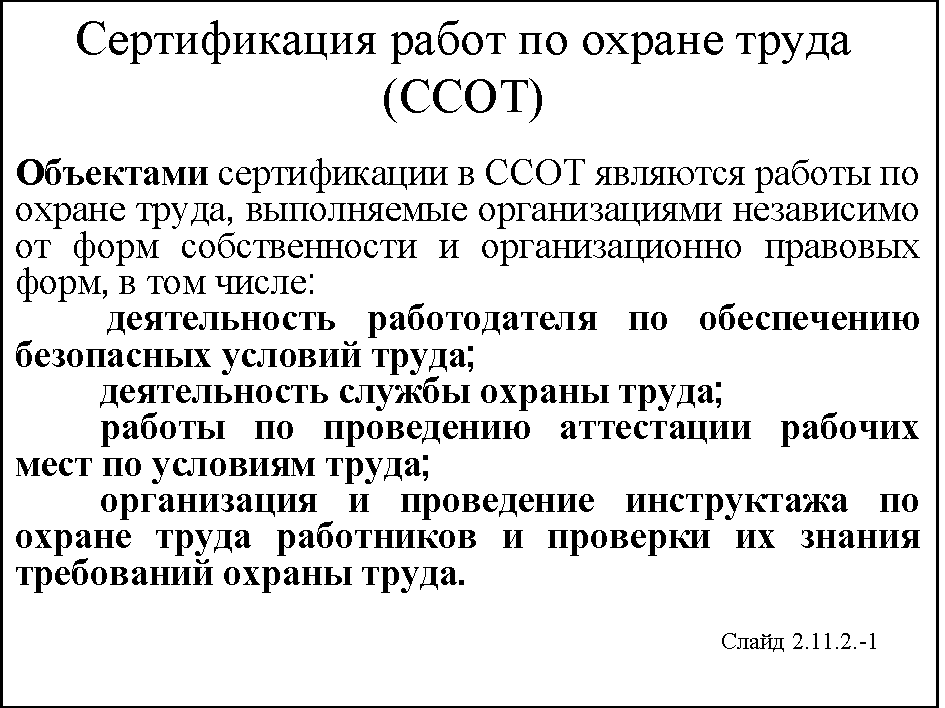 Сертификация работ по охране труда
(ССОТ)
Объектами сертификации в ССОТ являются работы по
охране труда, выполняемые организациями независимо
от форм собственности и организационно правовых
форм, в том числе:
деятельность работодателя по обеспечению
безопасных условий труда;
деятельность службы охраны труда;
работы по проведению аттестации рабочих
мест по условиям труда;
организация и проведение инструктажа по
охране труда работников и проверки их знания
требований охраны труда.
Слайд 2.11.2.-1